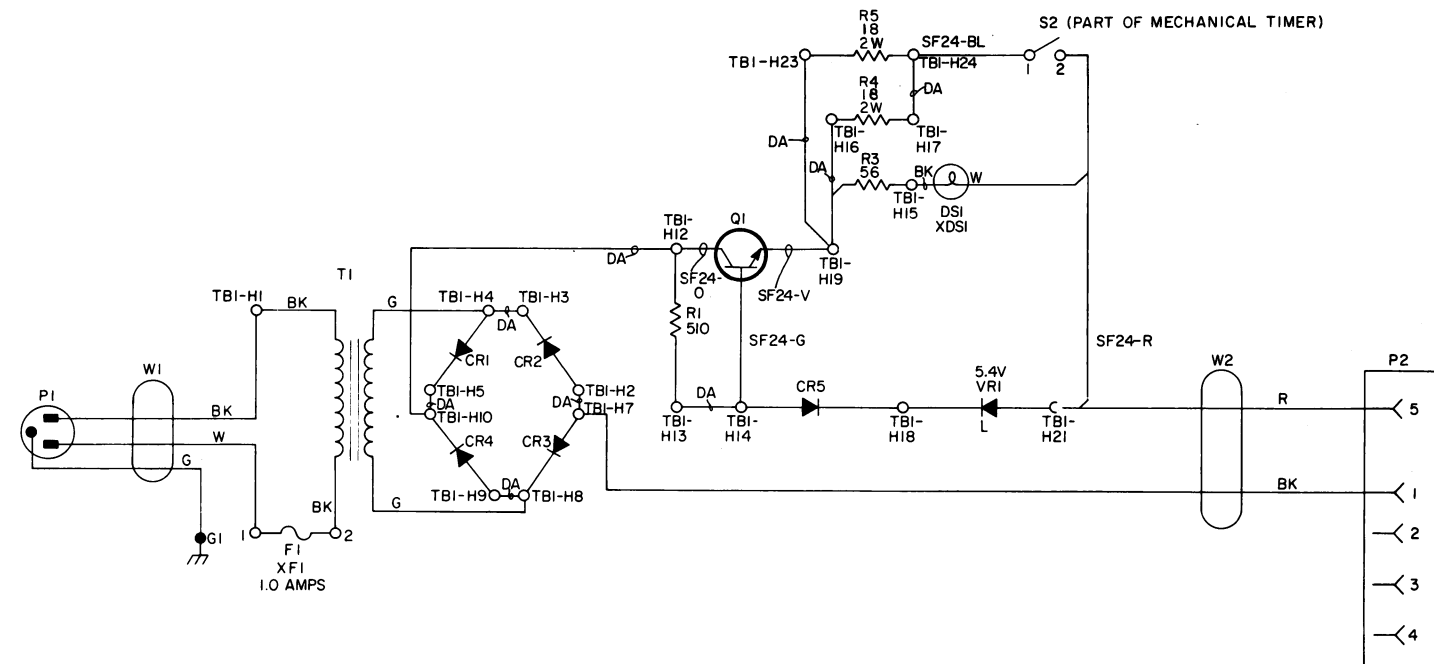 S2 (PART OF MECHANICAL TIMER)
R5
18
2W
SF24-BL
TB1-H23
TB1-H24
1
2
R4
18
2W
DA
TB1-
H16
TB1-
H17
DA
DA
R3
56
BK
W
TB1-
H15
DS1
XDS1
TB1-
H12
Q1
DA
SF24-
O
SF24-V
TB1-
H19
T1
TB1-H1
BK
G
TB1-H4
TB1-H3
DA
R1
510
SF24-G
SF24-R
CR1
CR2
W1
W2
P1
P2
TB1-H5
DA
TB1-H10
TB1-H2
DA
TB1-H7
DA
CR5
5.4V
VR1
L
TB1-
H13
TB1-
H14
TB1-
H18
TB1-
H21
BK
R
5
W
G
CR4
CR3
DA
TB1-H9
TB1-H8
BK
1
BK
G
G1
1
2
F1
XF1
1.0 AMPS
2
3
4